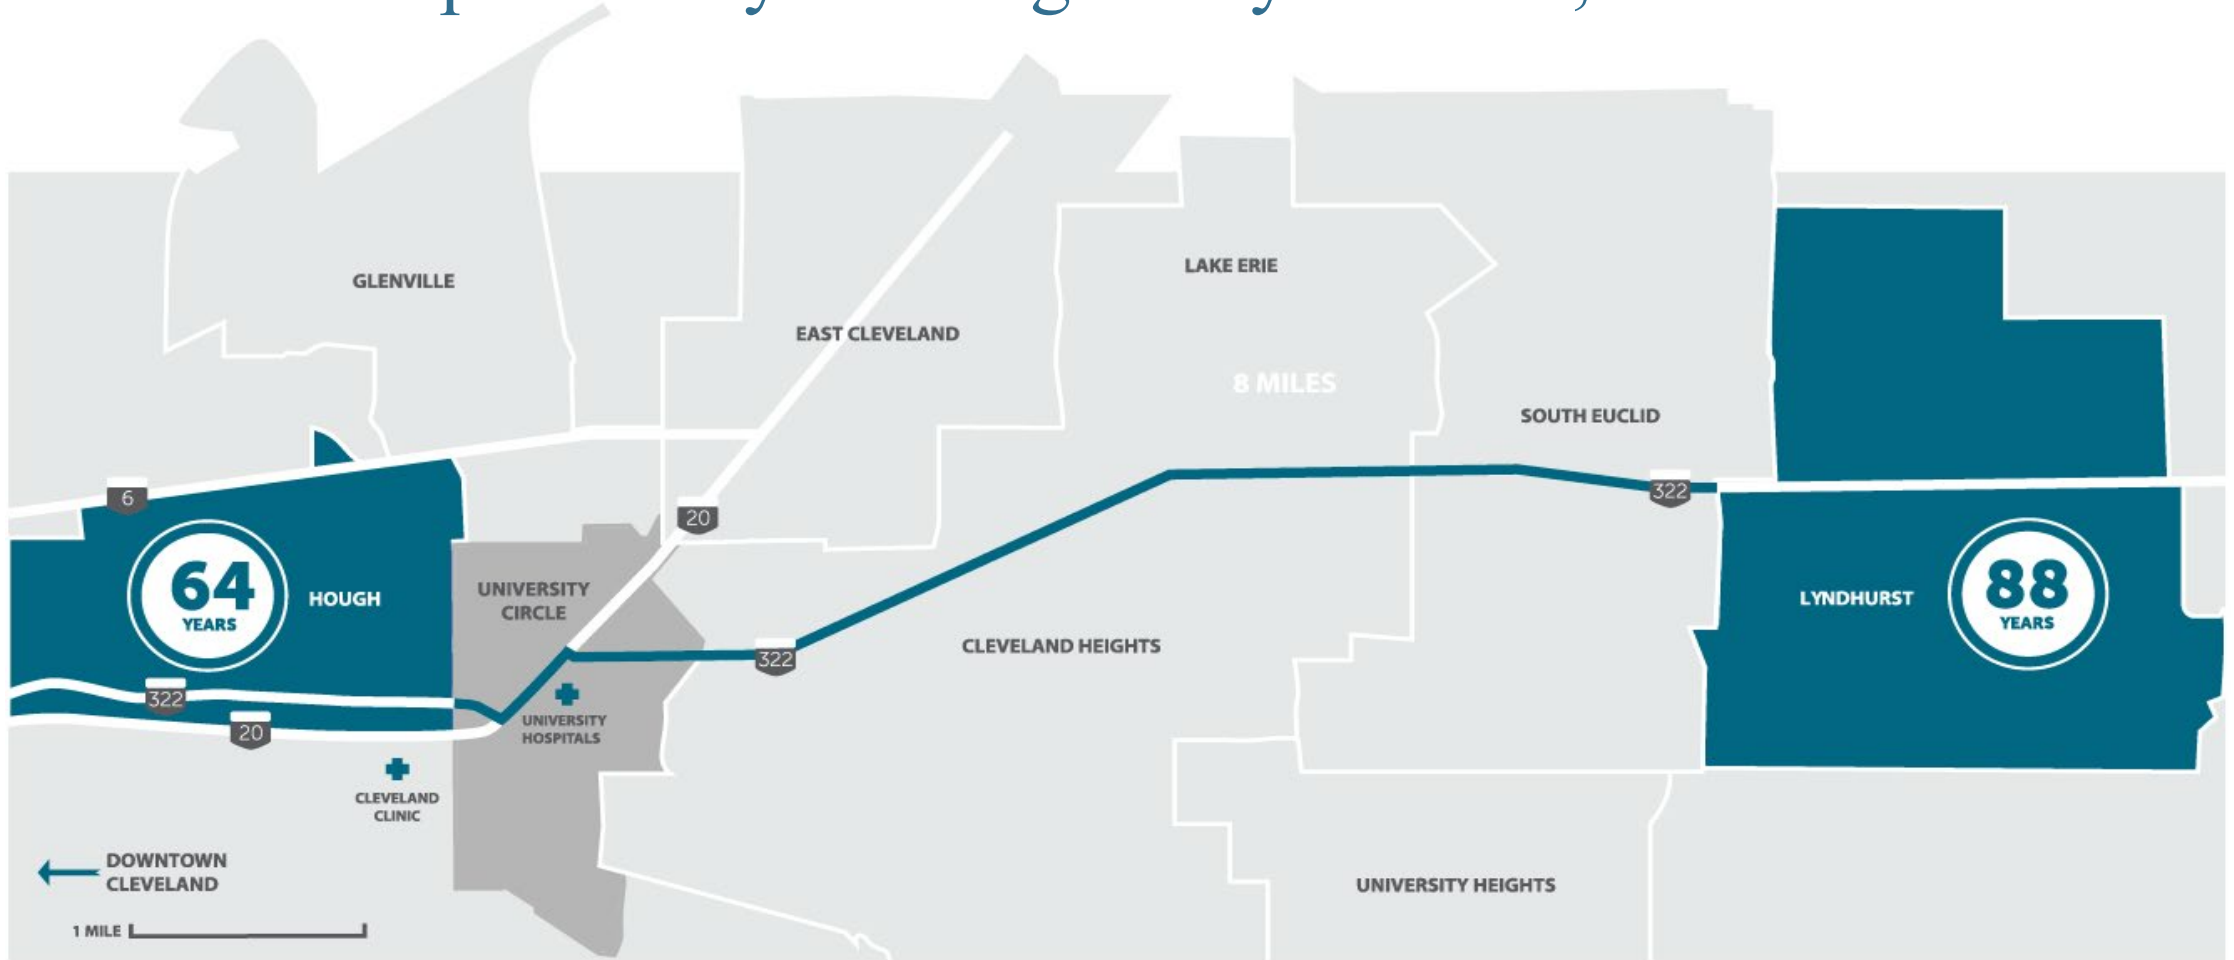 GLENVILLE
LAKE ERIE
EAST CLEVELAND
8 MILES
SOUTH EUCLID
6
20
322
64
YEARS
HOUGH
UNIVERSITY
CIRCLE
LYNDHURST
88
YEARS
CLEVELAND HEIGHTS
322
322
20
UNIVERSITY
HOSPITALS
CLEVELAND
CLINIC
DOWNTOWN
CLEVELAND
UNIVERSITY HEIGHTS
1 MILE